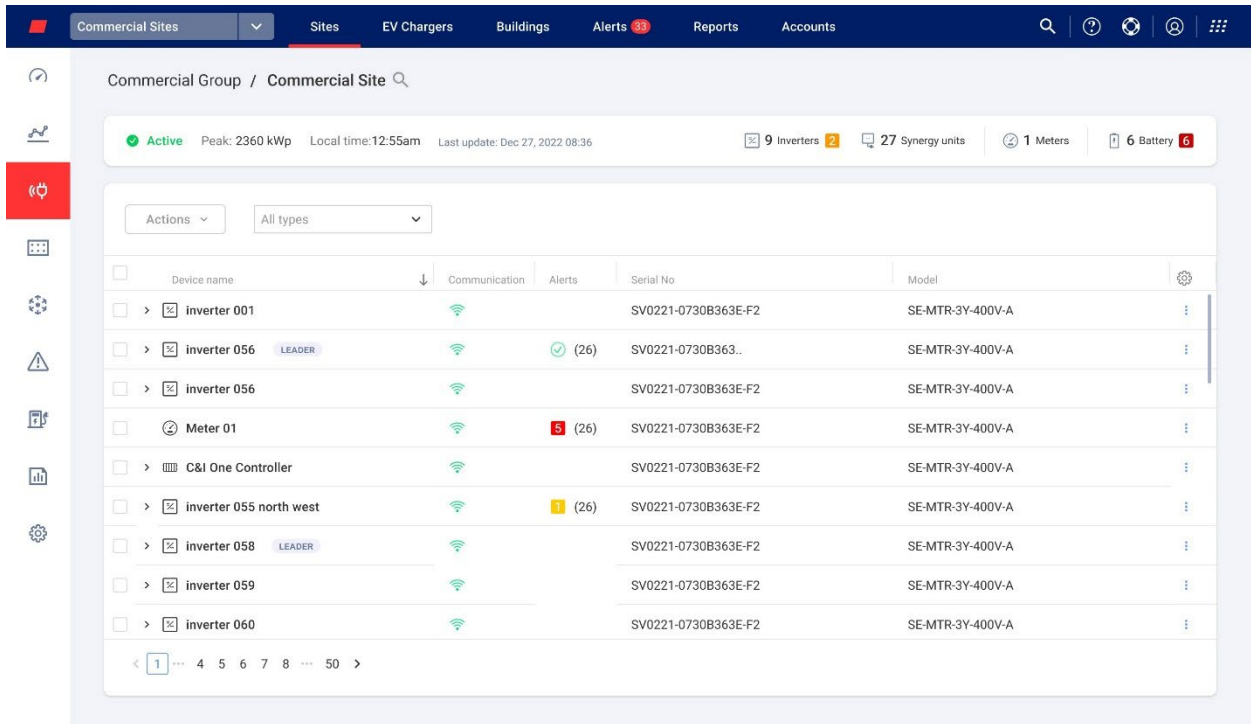 Commercial Sites Sites EV Chargers Buildings Alerts 33 Reports Accounts
Commercial Group / Commercial Site
Active Peak: 2360 kWp Local time:12:55am Last update: Dec 27, 2022 08:36 9 Inverters 2 27 Synergy units 1 Meters 6 Battery 6
Actions All types
Device name Communication Alerts Serial No Model
inverter 001 SV0221-0730B363E-F2 SE-MTR-3Y-400V-A
inverter 056 LEADER (26) SV0221-0730B363.. SE-MTR-3Y-400V-A
inverter 056 SV0221-0730B363E-F2 SE-MTR-3Y-400V-A
Meter 01 5 (26) SV0221-0730B363E-F2 SE-MTR-3Y-400V-A
C&I One Controller SV0221-0730B363E-F2 SE-MTR-3Y-400V-A
inverter 055 north west 1 (26) SV0221-0730B363E-F2 SE-MTR-3Y-400V-A
inverter 058 LEADER SV0221-0730B363E-F2 SE-MTR-3Y-400V-A
inverter 059 SV0221-0730B363E-F2 SE-MTR-3Y-400V-A
inverter 060 SV0221-0730B363E-F2 SE-MTR-3Y-400V-A
< 1 ... 4 5 6 7 8 ... 50 >